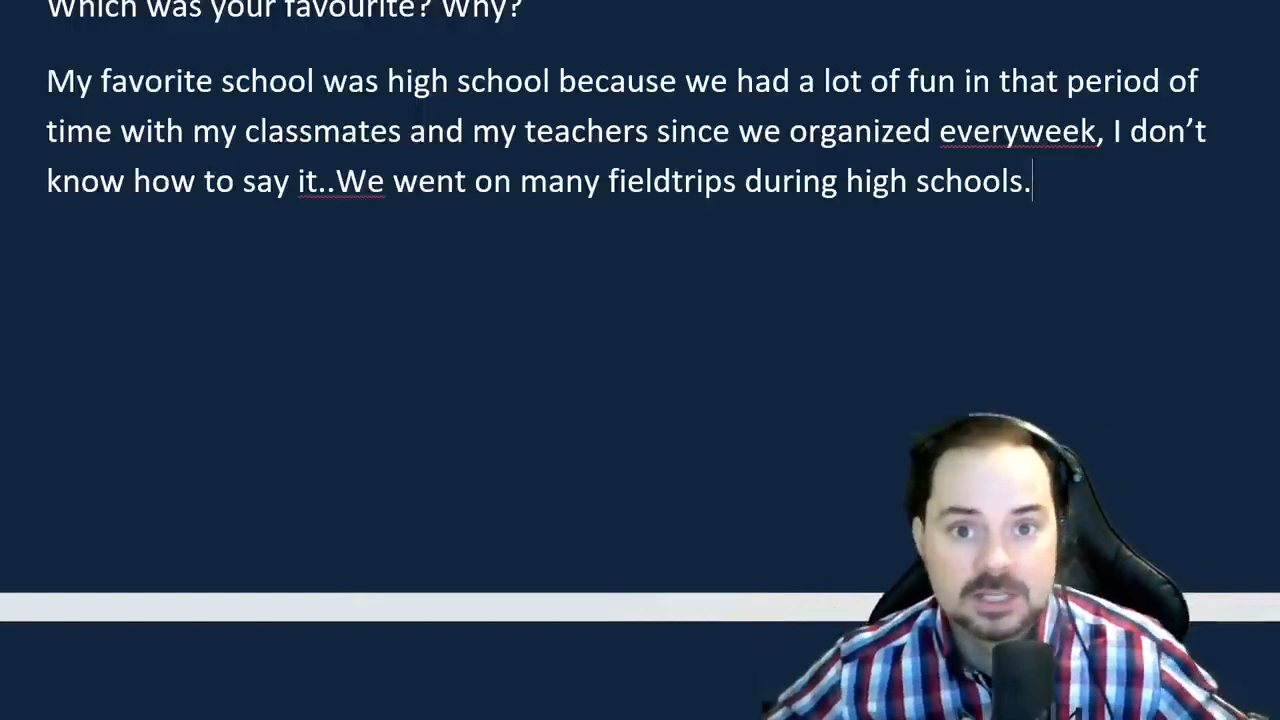 Which was your favourite? Why?
My favorite school was high school because we had a lot of fun in that period of
time with my classmates and my teachers since we organized everyweek, I don’t
know how to say it..We went on many fieldtrips during high schools.